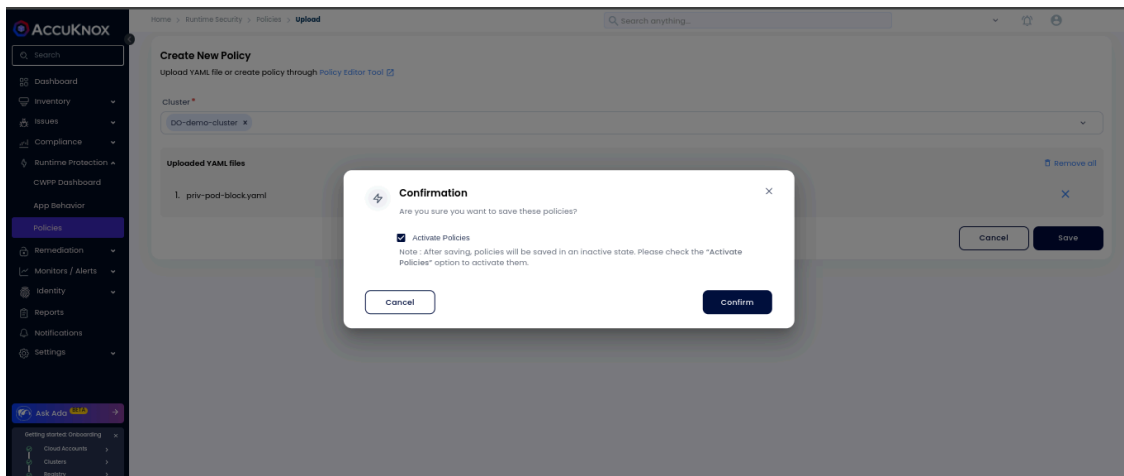 ACCUKNOX
Search
Dashboard
Inventory
Issues
Compliance
Runtime Protection
CWPP Dashboard
App Behavior
Policies
Remediation
Monitors / Alerts
Identity
Reports
Notifications
Settings
Ask Ada BETA
Getting started: Onboarding
Cloud Accounts
Clusters
Registry
Home > Runtime Security > Policies > Upload
Search anything...
Create New Policy
Upload YAML file or create policy through Policy Editor Tool
Cluster *
DO-demo-cluster x
Uploaded YAML files
Remove all
1. priv-pod-block.yaml
Cancel
Save
Confirmation
Are you sure you want to save these policies?
Activate Policies
Note : After saving, policies will be saved in an inactive state. Please check the "Activate
Policies" option to activate them.
Cancel
Confirm